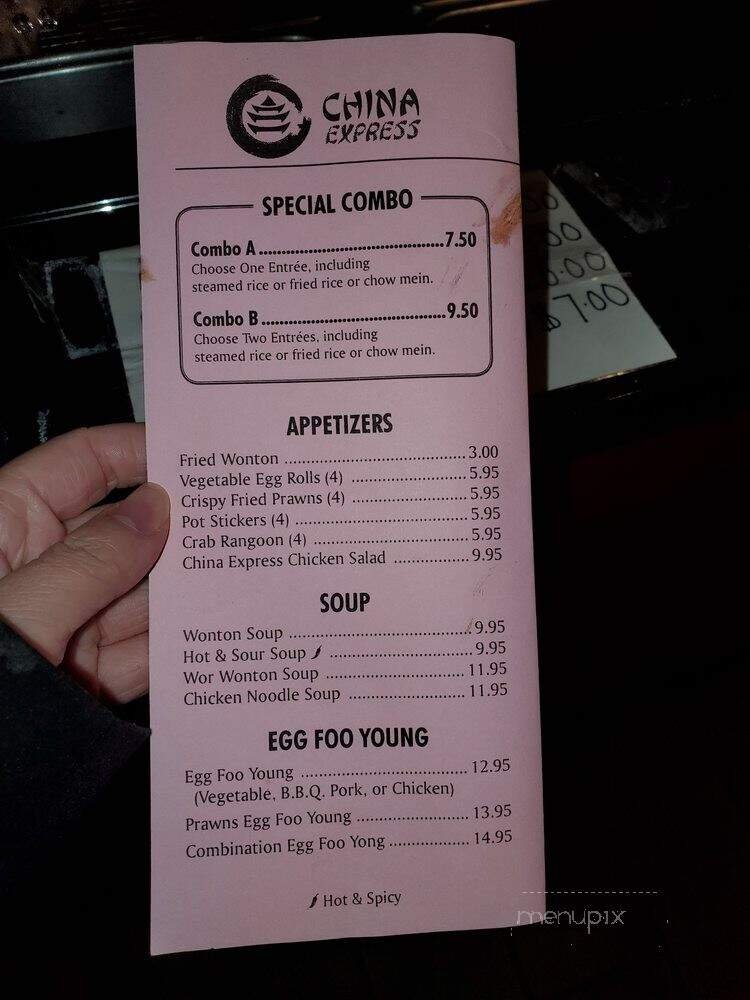 CHINA
EXPRESS
SPECIAL COMBO
Combo A ........................................ 7.50
Choose One Entrée, including
steamed rice or fried rice or chow mein.
Combo B ........................................ 9.50
Choose Two Entrées, including
steamed rice or fried rice or chow mein.
APPETIZERS
Fried Wonton ........................................ 3.00
Vegetable Egg Rolls (4) ........................... 5.95
Crispy Fried Prawns (4) ........................... 5.95
Pot Stickers (4) ...................................... 5.95
Crab Rangoon (4) ................................... 5.95
China Express Chicken Salad .................. 9.95
SOUP
Wonton Soup ........................................ 9.95
Hot & Sour Soup ................................... 9.95
Wor Wonton Soup ............................... 11.95
Chicken Noodle Soup .......................... 11.95
EGG FOO YOUNG
Egg Foo Young .................................... 12.95
(Vegetable, B.B.Q. Pork, or Chicken)
Prawns Egg Foo Young ........................ 13.95
Combination Egg Foo Yong .................. 14.95
Hot & Spicy
7.00
menupix